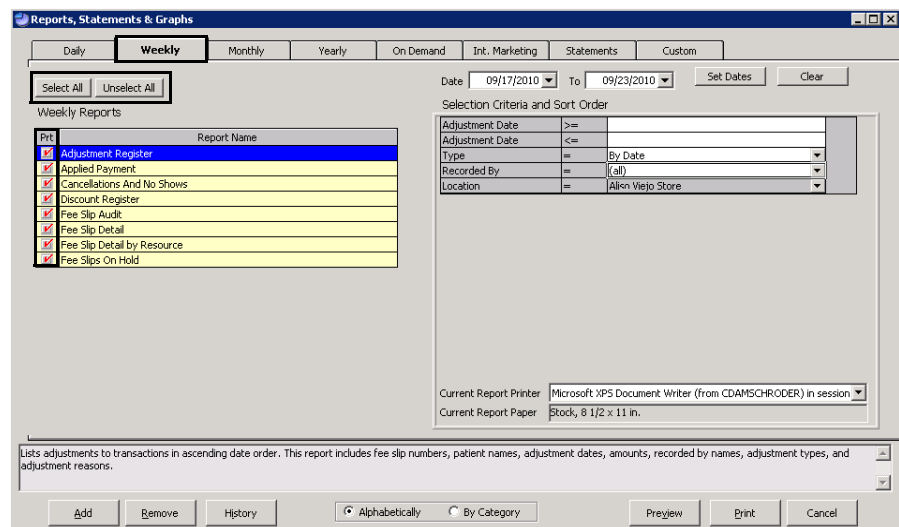 Reports, Statements & Graphs
Daily Weekly Monthly Yearly On Demand Int. Marketing Statements Custom
Select All Unselect All
Date 09/17/2010 To 09/23/2010 Set Dates Clear
Weekly Reports
Selection Criteria and Sort Order
Prt Report Name
Adjustment Register
Applied Payment
Cancellations And No Shows
Discount Register
Fee Slip Audit
Fee Slip Detail
Fee Slip Detail by Resource
Fee Slips On Hold
Adjustment Date >=
Adjustment Date <=
Type = By Date
Recorded By = (all)
Location = Aliso Viejo Store
Current Report Printer Microsoft XPS Document Writer (from CDAMSCHRODER) in session
Current Report Paper Stock, 8 1/2 x 11 in.
Lists adjustments to transactions in ascending date order. This report includes fee slip numbers, patient names, adjustment dates, amounts, recorded by names, adjustment types, and
adjustment reasons.
Add Remove History Alphabetically By Category Preview Print Cancel